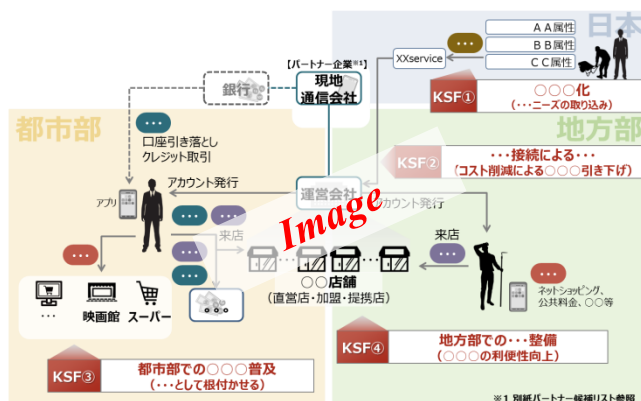 日本
AA属性
BB属性
CC属性
・・・
XXservice
KSF①
○○○化
(・・・ニーズの取り込み)
【パートナー企業※1】
現地
通信会社
銀行
都市部
地方部
・・・
口座引き落とし
クレジット取引
KSF②
・・・接続による・・・
(コスト削減による○○○引き下げ)
アカウント発行
運営会社
アカウント発行
アプリ
Image
・・・
・・・
来店
来店
・・・
・・・
・・・
・・・
・・・
・・・
・・・
○○店舗
(直営店・加盟・提携店)
ネットショッピング、
公共料金、○○等
・・・
映画館
スーパー
KSF③
都市部での○○○普及
(・・・として根付かせる)
KSF④
地方部での・・・整備
(○○○の利便性向上)
※1 別紙パートナー候補リスト参照